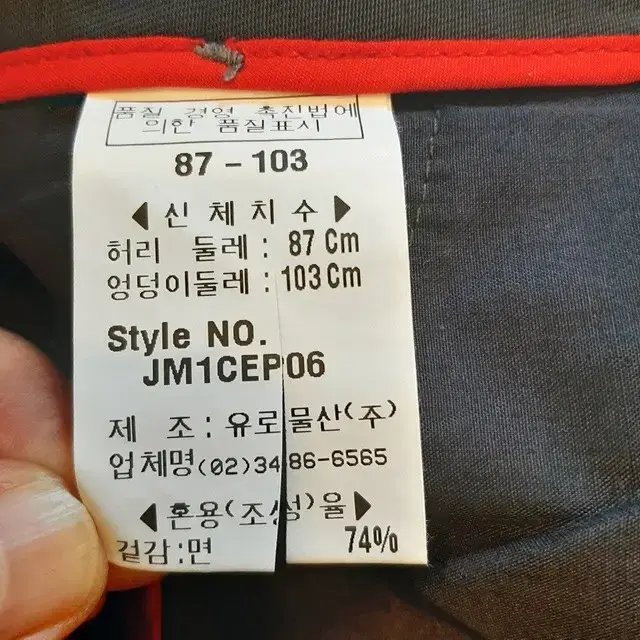 품질 경영 촉진법에
의한 품질표시
87 - 103
◀ 신 체 치 수 ▶
허리 둘레 : 87 Cm
엉덩이둘레 : 103 Cm
Style NO.
JM1CEP06
제 조 : 유로물산(주)
업체명(02)3486-6565
◀ 혼용(조성)율▶
겉감:면 74%